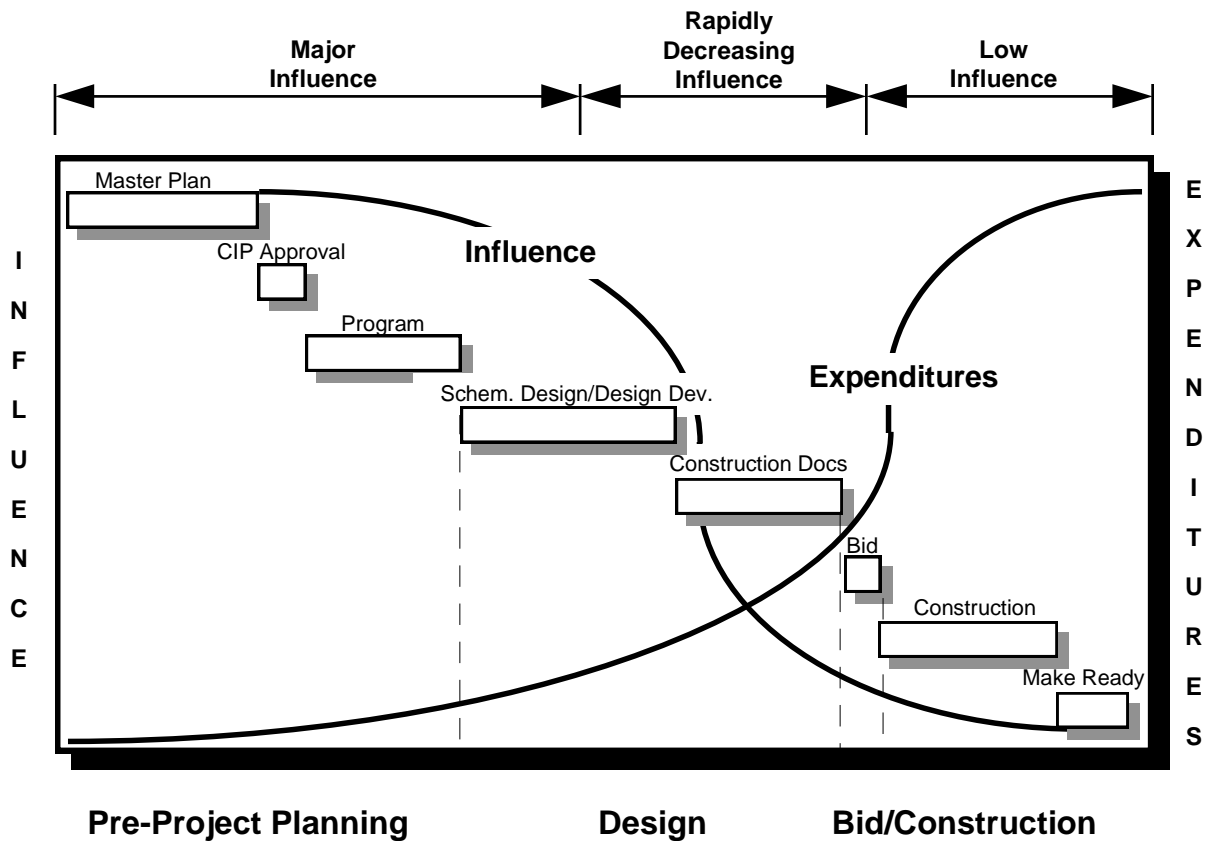 Major
Influence
Rapidly
Decreasing
Influence
Low
Influence
Master Plan
CIP Approval
Influence
Program
Schem. Design/Design Dev.
Expenditures
Construction Docs
Bid
Construction
Make Ready
INFLUENCE
EXPENDITURES
Pre-Project Planning
Design
Bid/Construction